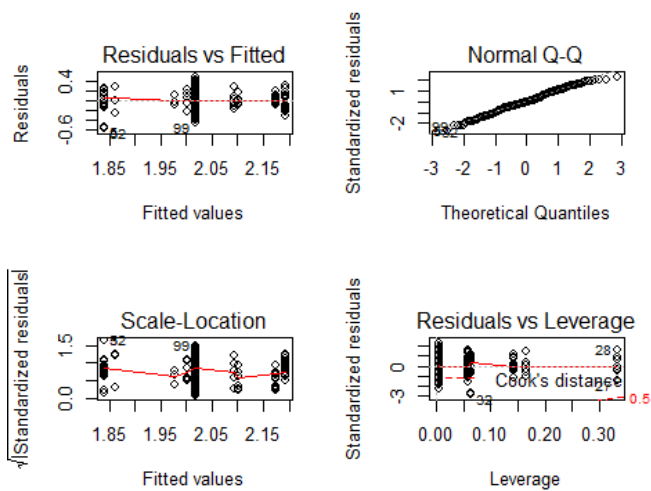 Residuals vs Fitted
Residuals
0.4
-0.6
52
99
1.85 1.95 2.05 2.15
Fitted values
Normal Q-Q
Standardized residuals
1
-2
99
-3 -2 -1 0 1 2 3
Theoretical Quantiles
Scale-Location
√|Standardized residuals|
1.5
0.0
52
99
1.85 1.95 2.05 2.15
Fitted values
Residuals vs Leverage
Standardized residuals
0
-3
28
Cook's distance
32
0.5
0.00 0.10 0.20 0.30
Leverage